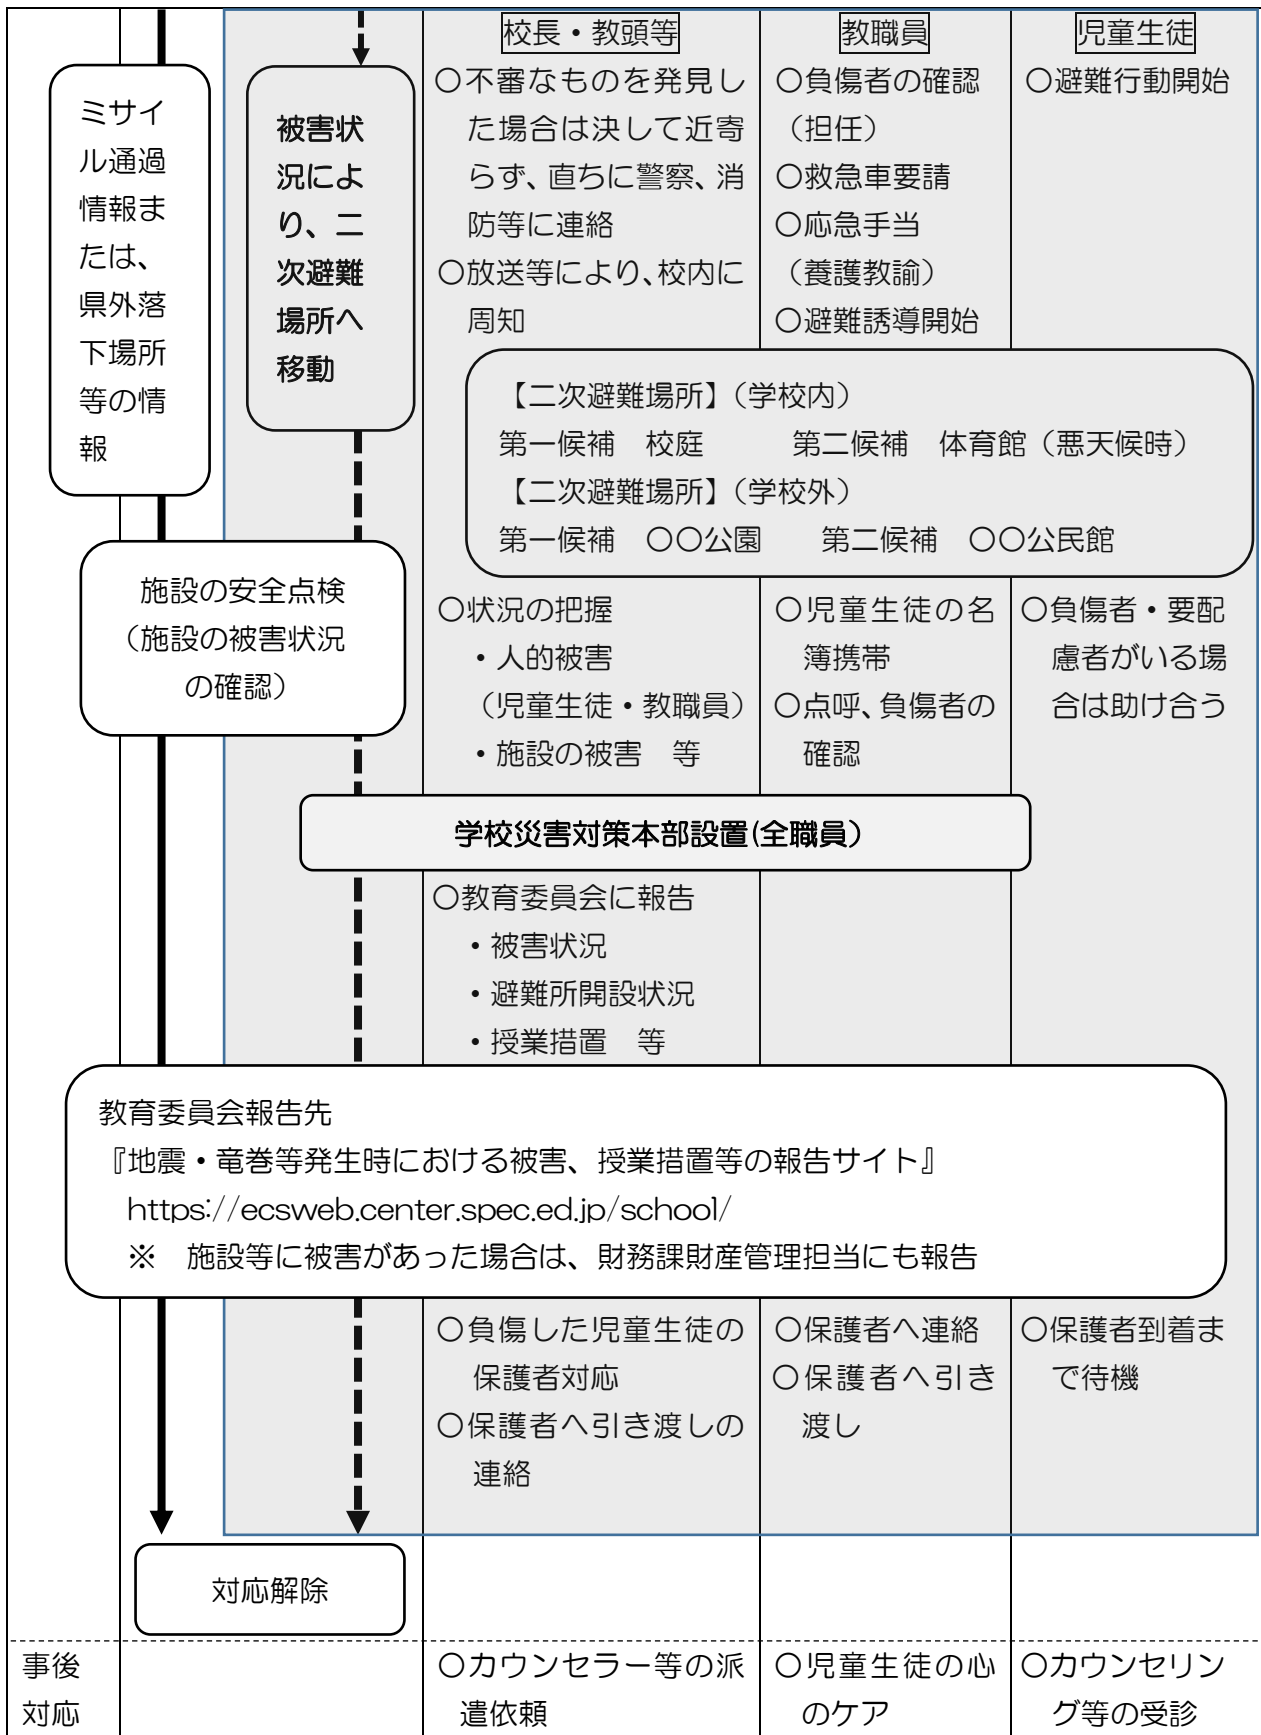 校長・教頭等
教職員
児童生徒
ミサイ
ル通過
情報ま
たは、
県外落
下場所
等の情
報
被害状
況によ
り、二
次避難
場所へ
移動
〇不審なものを発見し
た場合は決して近寄
らず、直ちに警察、消
防等に連絡
〇放送等により、校内に
周知
〇負傷者の確認
（担任）
〇救急車要請
〇応急手当
（養護教諭）
〇避難誘導開始
〇避難行動開始
【二次避難場所】（学校内）
第一候補　校庭　　　第二候補　体育館（悪天候時）
【二次避難場所】（学校外）
第一候補　〇〇公園　　第二候補　〇〇公民館
施設の安全点検
（施設の被害状況
の確認）
〇状況の把握
・人的被害
（児童生徒・教職員）
・施設の被害　等
〇児童生徒の名
簿携帯
〇点呼、負傷者の
確認
〇負傷者・要配
慮者がいる場
合は助け合う
学校災害対策本部設置(全職員）
〇教育委員会に報告
・被害状況
・避難所開設状況
・授業措置　等
教育委員会報告先
『地震・竜巻等発生時における被害、授業措置等の報告サイト』
https://ecsweb.center.spec.ed.jp/school/
※　施設等に被害があった場合は、財務課財産管理担当にも報告
〇負傷した児童生徒の
保護者対応
〇保護者へ引き渡しの
連絡
〇保護者へ連絡
〇保護者へ引き
渡し
〇保護者到着ま
で待機
対応解除
事後
対応
〇カウンセラー等の派
遣依頼
〇児童生徒の心
のケア
〇カウンセリン
グ等の受診